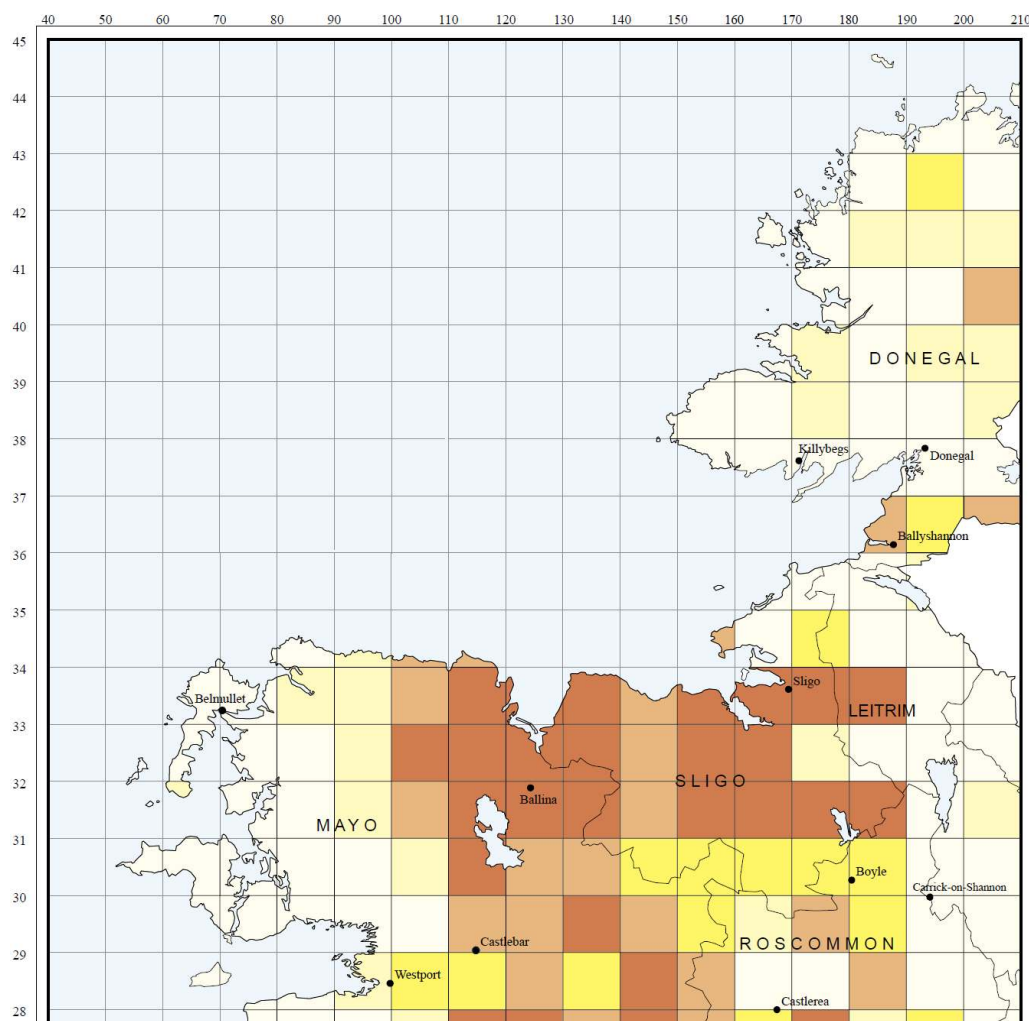 40 50 60 70 80 90 100 110 120 130 140 150 160 170 180 190 200 210
45
44
43
42
41
40
DONEGAL
39
38
Killybegs
Donegal
37
Ballyshannon
36
35
34
Sligo
Belmullet
LEITRIM
33
SLIGO
32
Ballina
MAYO
31
Boyle
Carrick-on-Shannon
30
Castlebar
ROSCOMMON
29
Westport
Castlerea
28